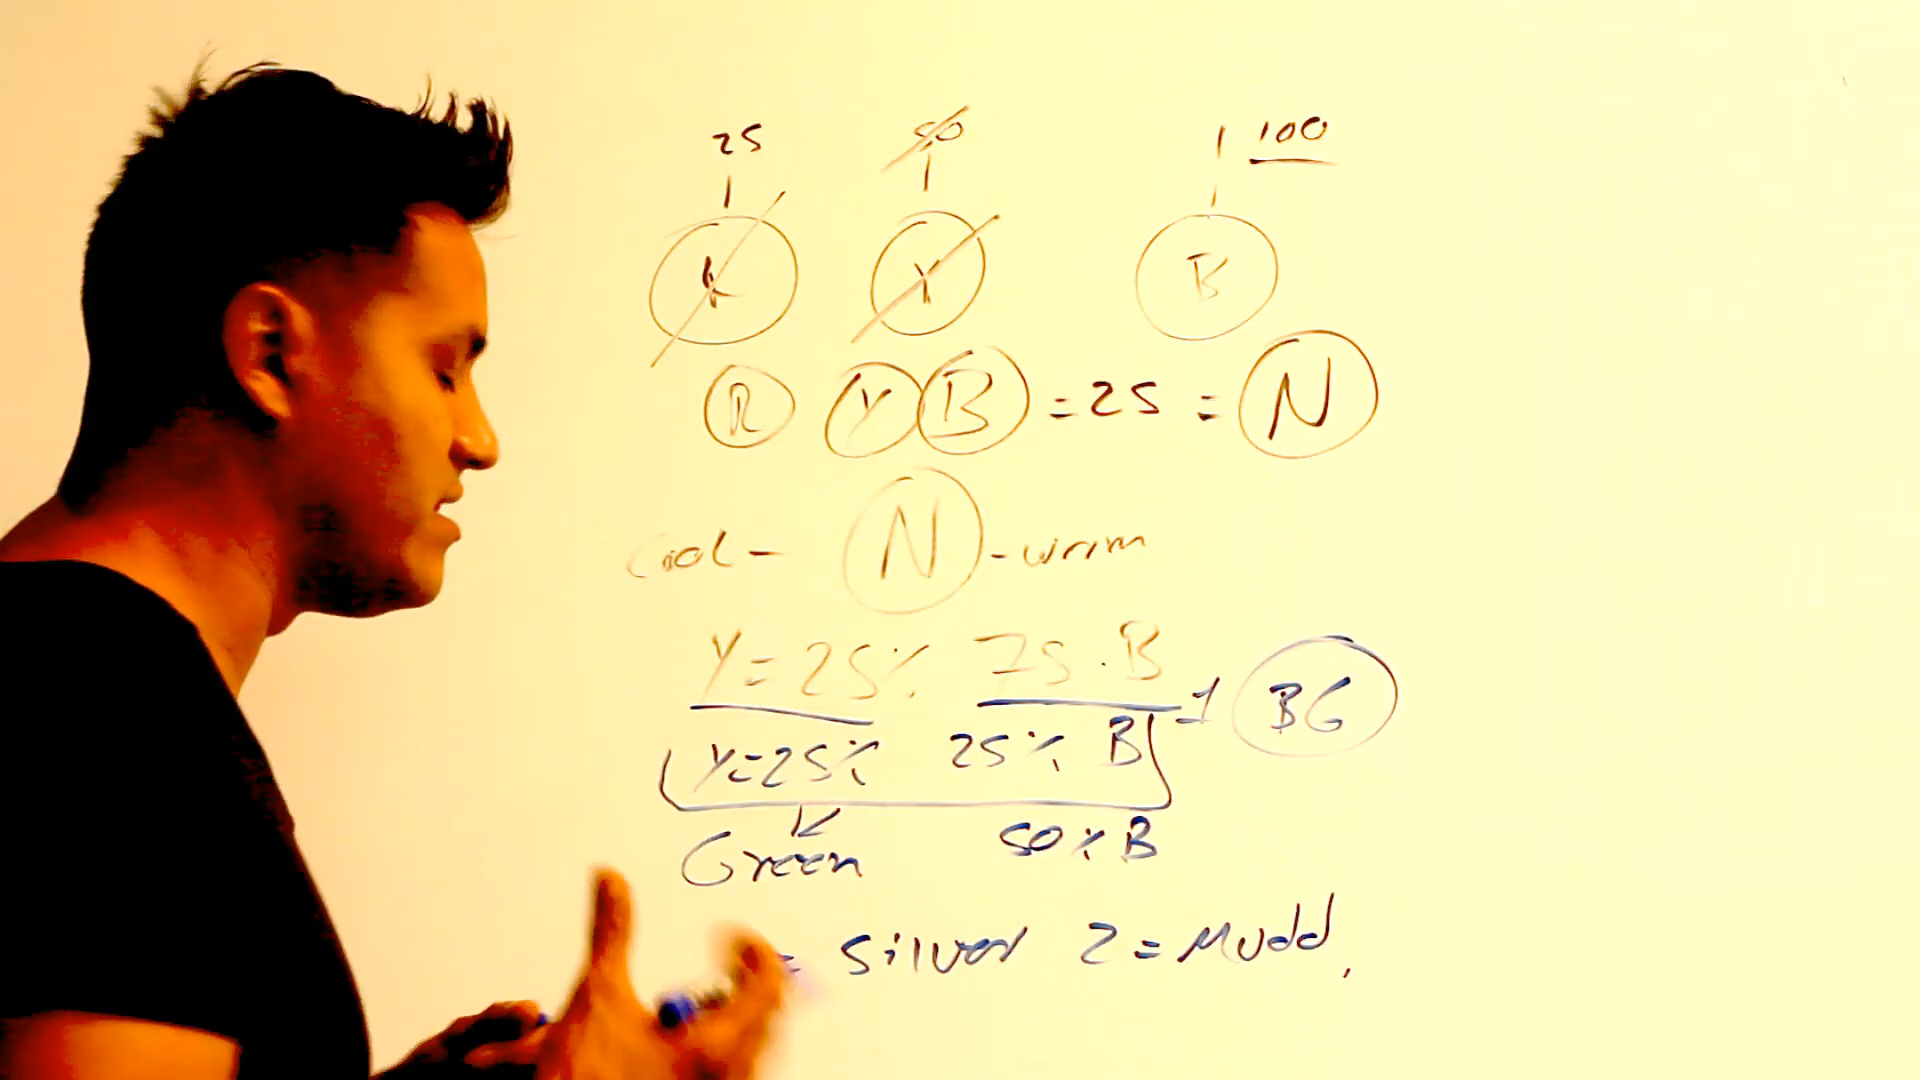 25 50 100
R Y B
R Y B = 25 = N
Cool - N - warm
Y = 25% 75. B
Y = 25% 25% B = BG
Green 50% B
= Silver 2 = Mudd.